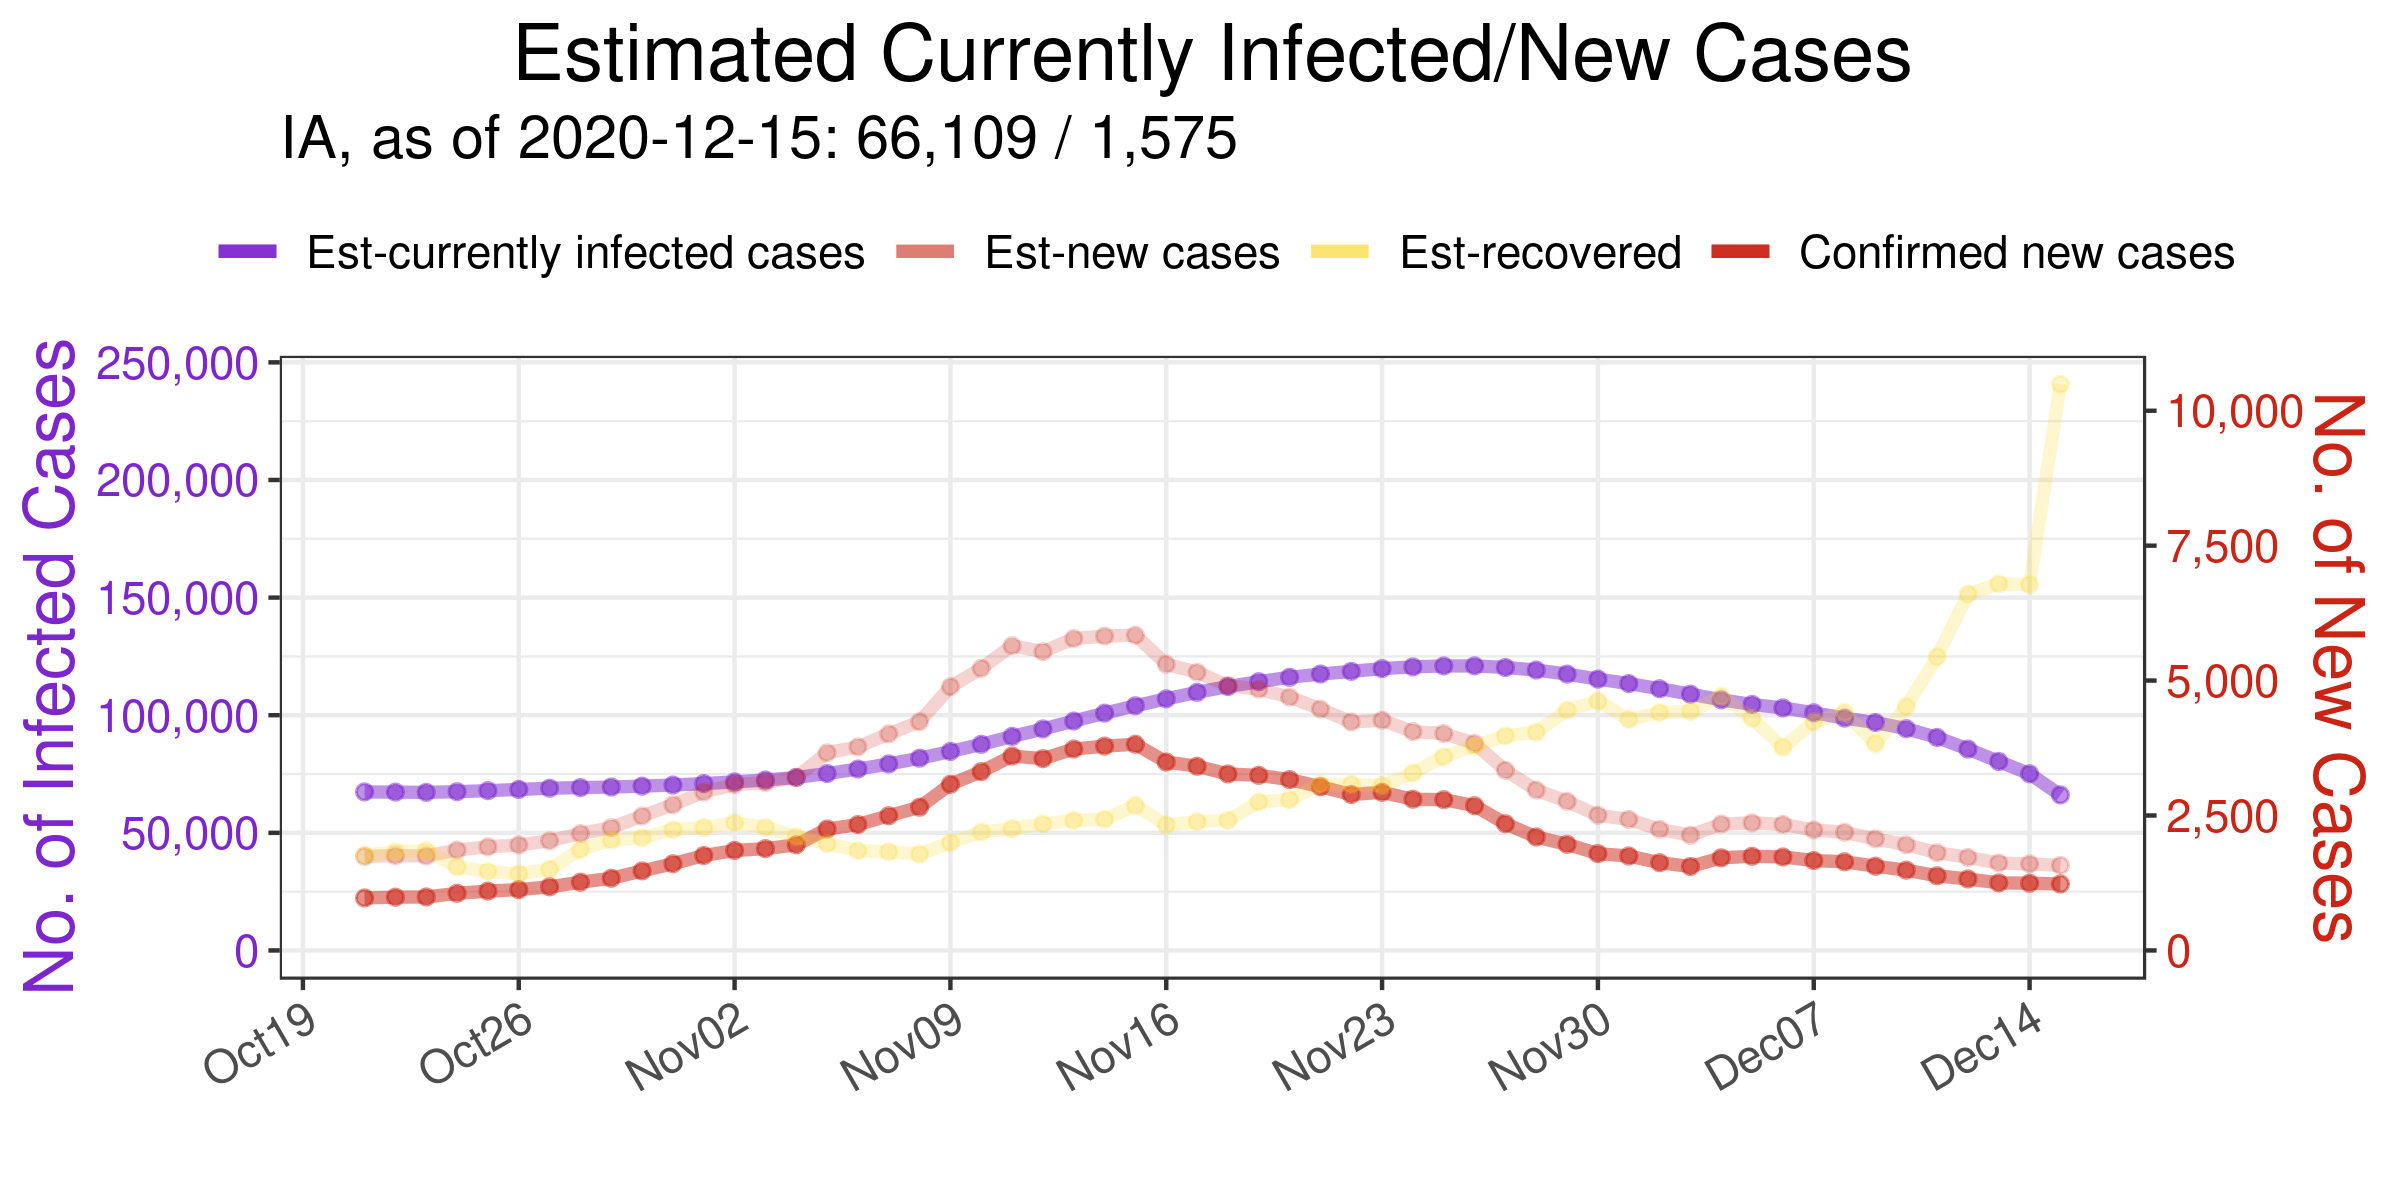 Estimated Currently Infected/New Cases
IA, as of 2020-12-15: 66,109 / 1,575
Est-currently infected cases Est-new cases Est-recovered Confirmed new cases
No. of Infected Cases
250,000
200,000
150,000
100,000
50,000
0
10,000
7,500
5,000
2,500
0
No. of New Cases
Oct19 Oct26 Nov02 Nov09 Nov16 Nov23 Nov30 Dec07 Dec14